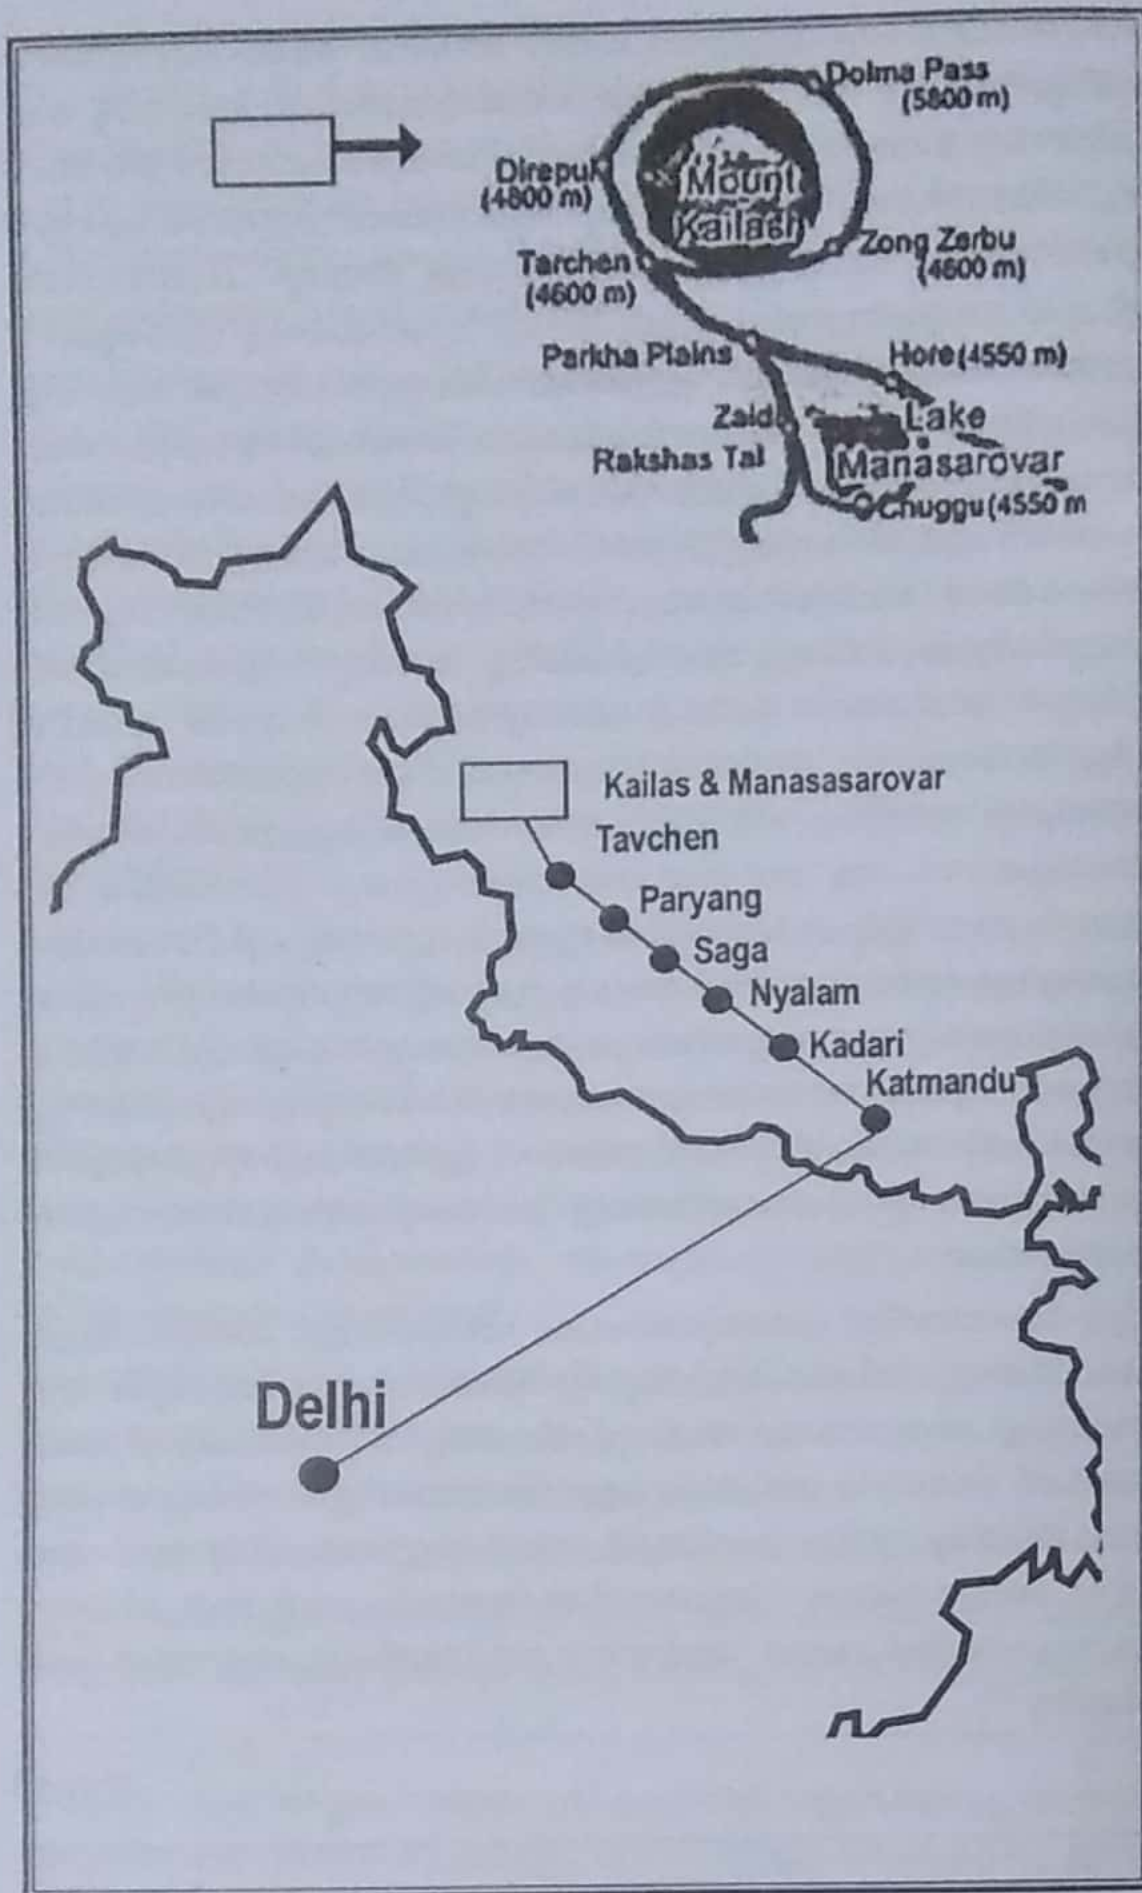 Dolma Pass
(5800 m)
Direpuk
(4800 m)
Mount
Kailash
Zong Zerbu
(4600 m)
Tarchen
(4600 m)
Parkha Plains
Hore (4550 m)
Zaid
Lake
Rakshas Tal
Manasarovar
Chuggu (4550 m
Kailas & Manasasarovar
Tavchen
Paryang
Saga
Nyalam
Kadari
Katmandu
Delhi